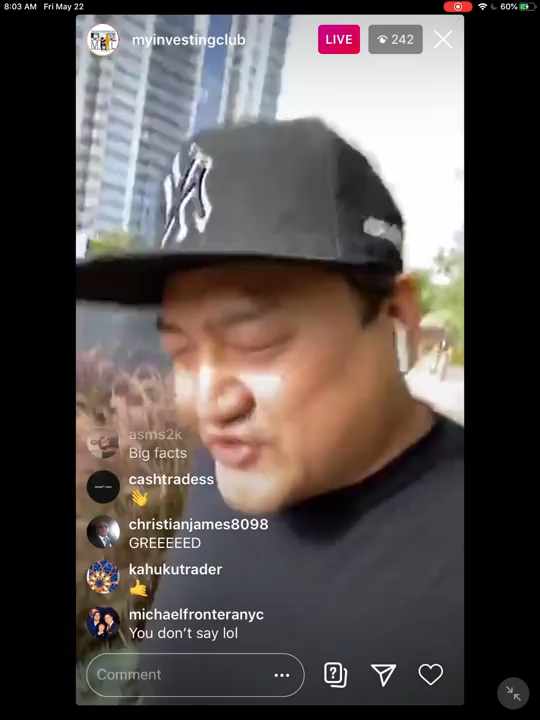 8:03 AM Fri May 22
60%
myinvestingclub
LIVE
242
asms2k
Big facts
cashtradess
👋
christianjames8098
GREEEEED
kahukutrader
🤙
michaelfronteranyc
You don’t say lol
Comment